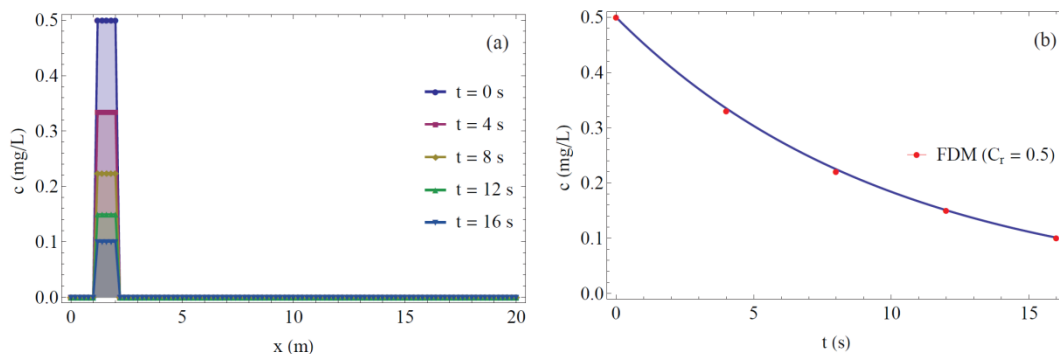 (a)
c (mg/L)
0.5
0.4
0.3
0.2
0.1
0.0
t = 0 s
t = 4 s
t = 8 s
t = 12 s
t = 16 s
0 5 10 15 20
x (m)
(b)
c (mg/L)
0.5
0.4
0.3
0.2
0.1
0.0
FDM (Cr = 0.5)
0 5 10 15
t (s)